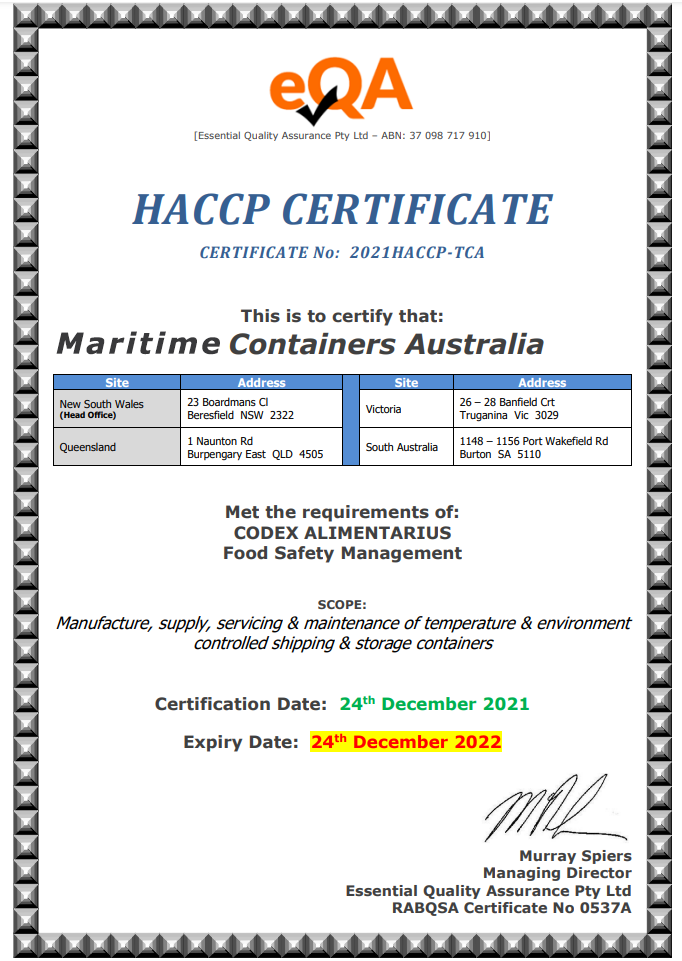 eQA
[Essential Quality Assurance Pty Ltd – ABN: 37 098 717 910]
HACCP CERTIFICATE
CERTIFICATE No: 2021HACCP-TCA
This is to certify that:
Maritime Containers Australia
Site Address Site Address
New South Wales
(Head Office)
23 Boardmans Cl
Beresfield NSW 2322
Victoria
26 – 28 Banfield Crt
Truganina Vic 3029
Queensland
1 Naunton Rd
Burpengary East QLD 4505
South Australia
1148 – 1156 Port Wakefield Rd
Burton SA 5110
Met the requirements of:
CODEX ALIMENTARIUS
Food Safety Management
SCOPE:
Manufacture, supply, servicing & maintenance of temperature & environment
controlled shipping & storage containers
Certification Date: 24th December 2021
Expiry Date: 24th December 2022
Murray Spiers
Managing Director
Essential Quality Assurance Pty Ltd
RABQSA Certificate No 0537A